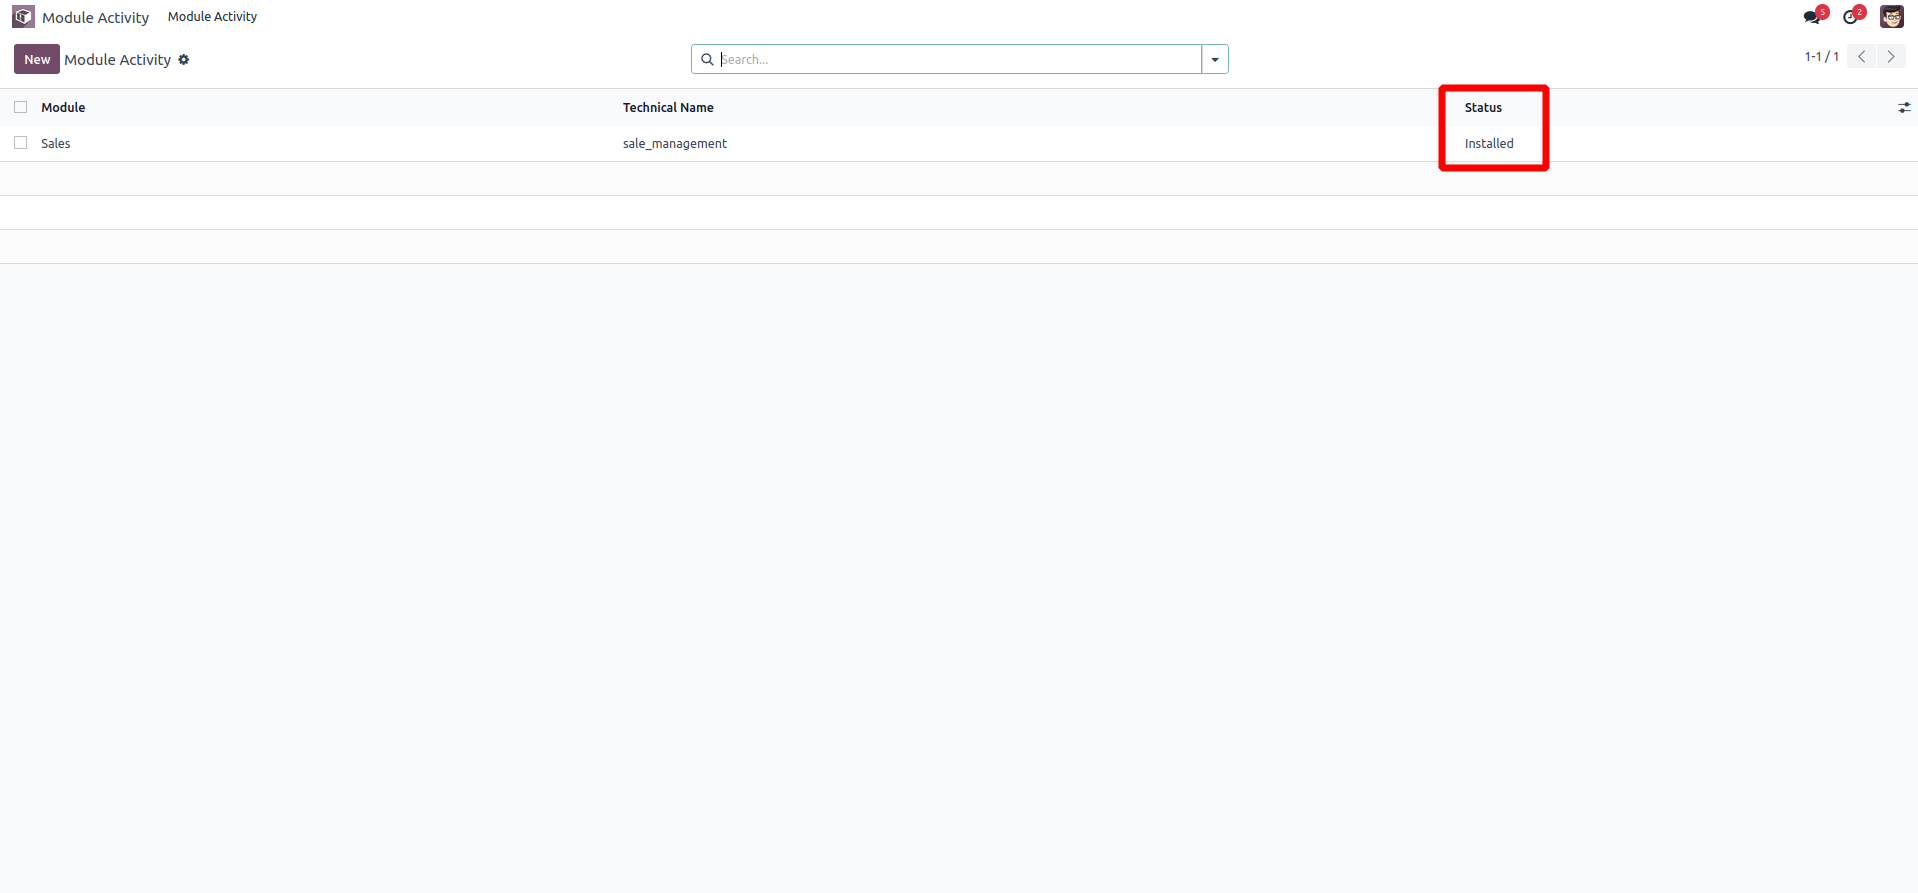 Module Activity Module Activity 5 2
New Module Activity Search... 1-1 / 1
Module Technical Name Status
Sales sale_management Installed